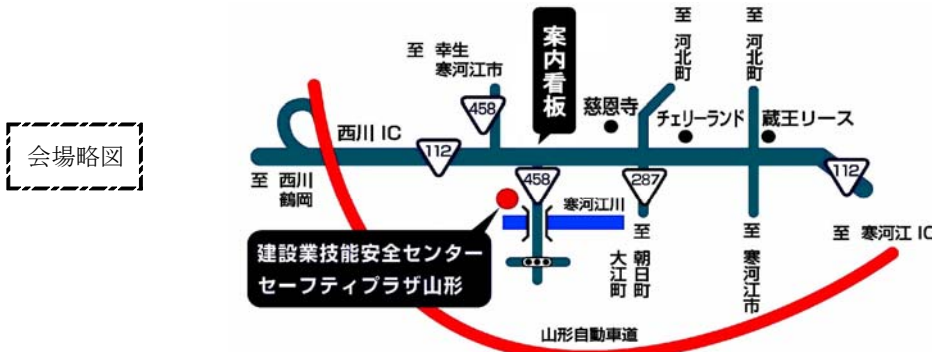 会場略図
至 幸生
寒河江市
案内看板
至 河北町
至 河北町
458
慈恩寺
チェリーランド
蔵王リース
西川 IC
112
458
287
112
至 西川
鶴岡
寒河江川
建設業技能安全センター
セーフティプラザ山形
至 朝日町
大江町
至 寒河江市
至 寒河江 IC
山形自動車道